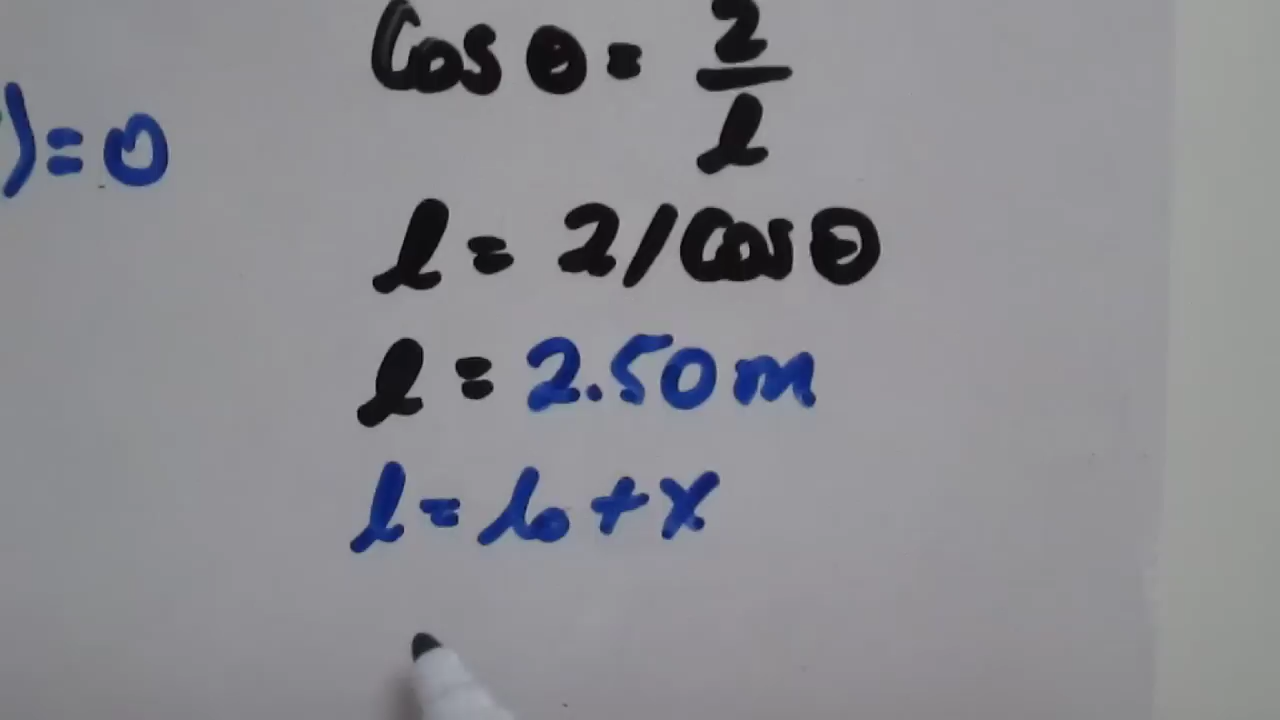 ) = 0
Cos θ = 2/l
l = 2/Cos θ
l = 2.50 m
l = l₀ + x